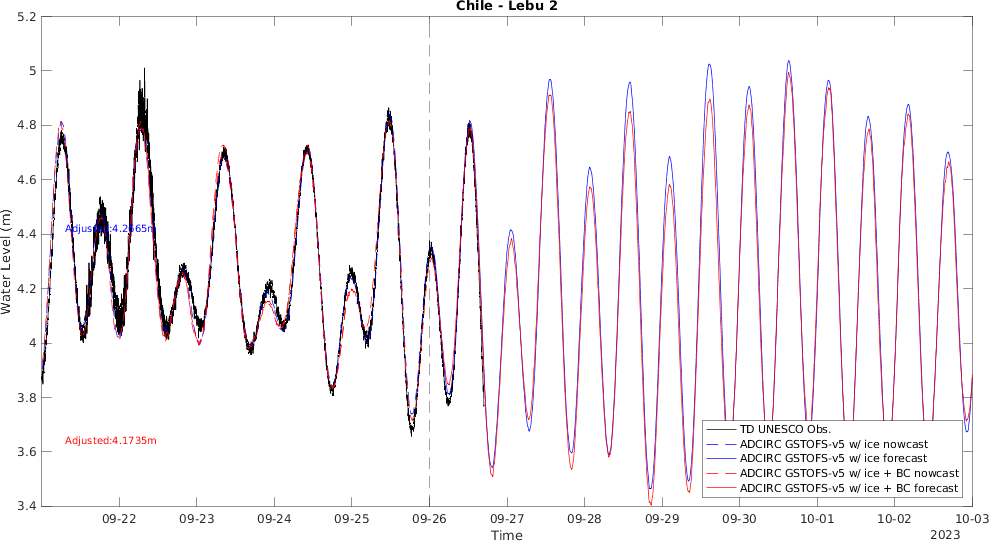 Chile - Lebu 2
5.2
5
4.8
4.6
4.4
4.2
4
3.8
3.6
3.4
Water Level (m)
Adjusted:4.2665m
Adjusted:4.1735m
TD UNESCO Obs.
ADCIRC GSTOFS-v5 w/ ice nowcast
ADCIRC GSTOFS-v5 w/ ice forecast
ADCIRC GSTOFS-v5 w/ ice + BC nowcast
ADCIRC GSTOFS-v5 w/ ice + BC forecast
09-22 09-23 09-24 09-25 09-26 09-27 09-28 09-29 09-30 10-01 10-02 10-03
Time
2023